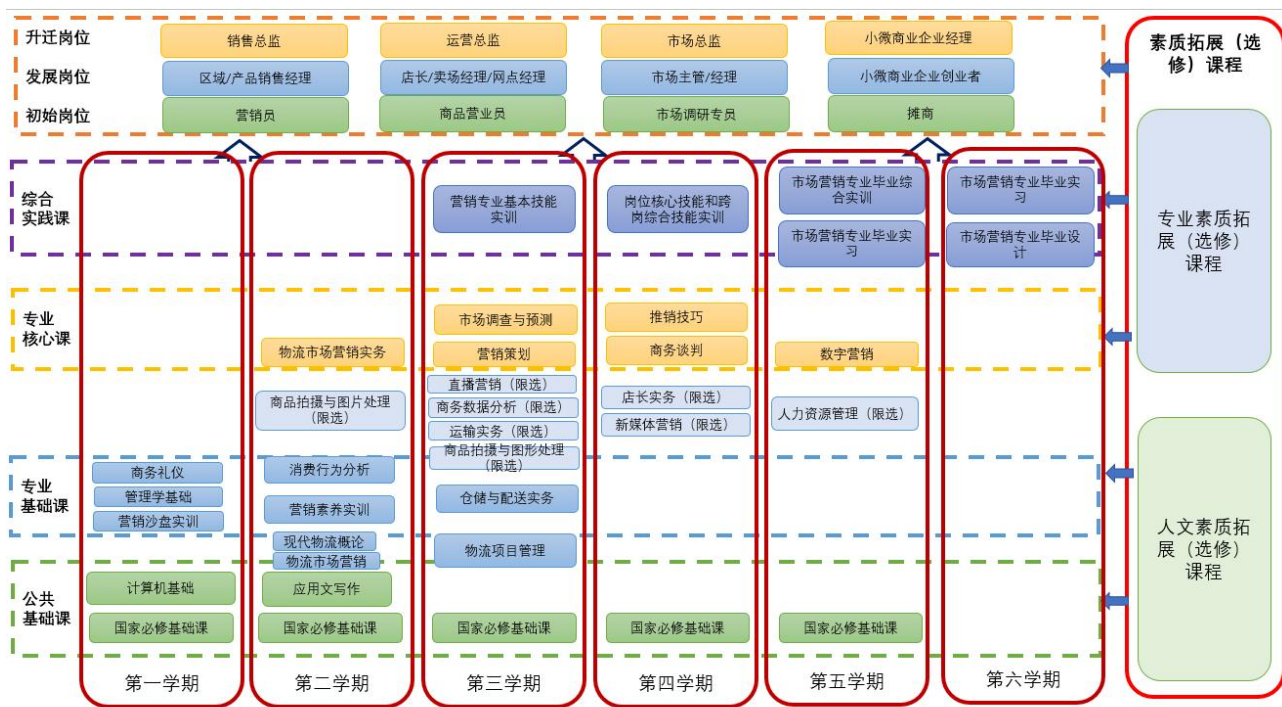 升迁岗位
销售总监
运营总监
市场总监
小微商业企业经理
发展岗位
区域/产品销售经理
店长/卖场经理/网点经理
市场主管/经理
小微商业企业创业者
初始岗位
营销员
商品营业员
市场调研专员
摊商
素质拓展（选
修）课程
综合
实践课
营销专业基本技能
实训
岗位核心技能和跨
岗综合技能实训
市场营销专业毕业综
合实训
市场营销专业毕业实
习
市场营销专业毕业实
习
市场营销专业毕业设
计
专业素质拓
展（选修）
课程
专业
核心课
物流市场营销实务
市场调查与预测
营销策划
推销技巧
商务谈判
数字营销
商品拍摄与图片处理
（限选）
直播营销（限选）
商务数据分析（限选）
运输实务（限选）
商品拍摄与图形处理
（限选）
店长实务（限选）
新媒体营销（限选）
人力资源管理（限选）
专业
基础课
商务礼仪
管理学基础
营销沙盘实训
消费行为分析
营销素养实训
现代物流概论
物流市场营销
仓储与配送实务
物流项目管理
人文素质拓
展（选修）
课程
公共
基础课
计算机基础
应用文写作
国家必修基础课
国家必修基础课
国家必修基础课
国家必修基础课
国家必修基础课
第一学期
第二学期
第三学期
第四学期
第五学期
第六学期